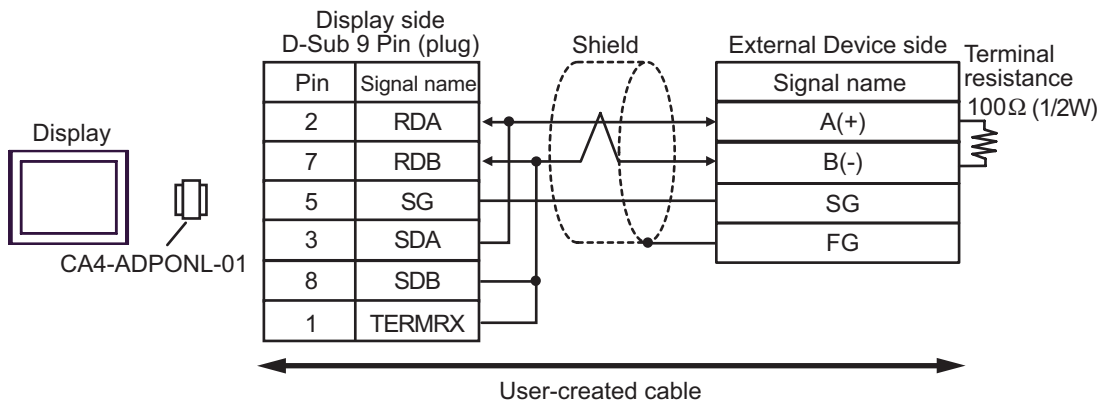 Display side
D-Sub 9 Pin (plug)
Shield
External Device side
Terminal
resistance
100Ω (1/2W)
Pin Signal name
Signal name
2 RDA
A(+)
Display
7 RDB
B(-)
5 SG
SG
3 SDA
FG
CA4-ADPONL-01
8 SDB
1 TERMRX
User-created cable